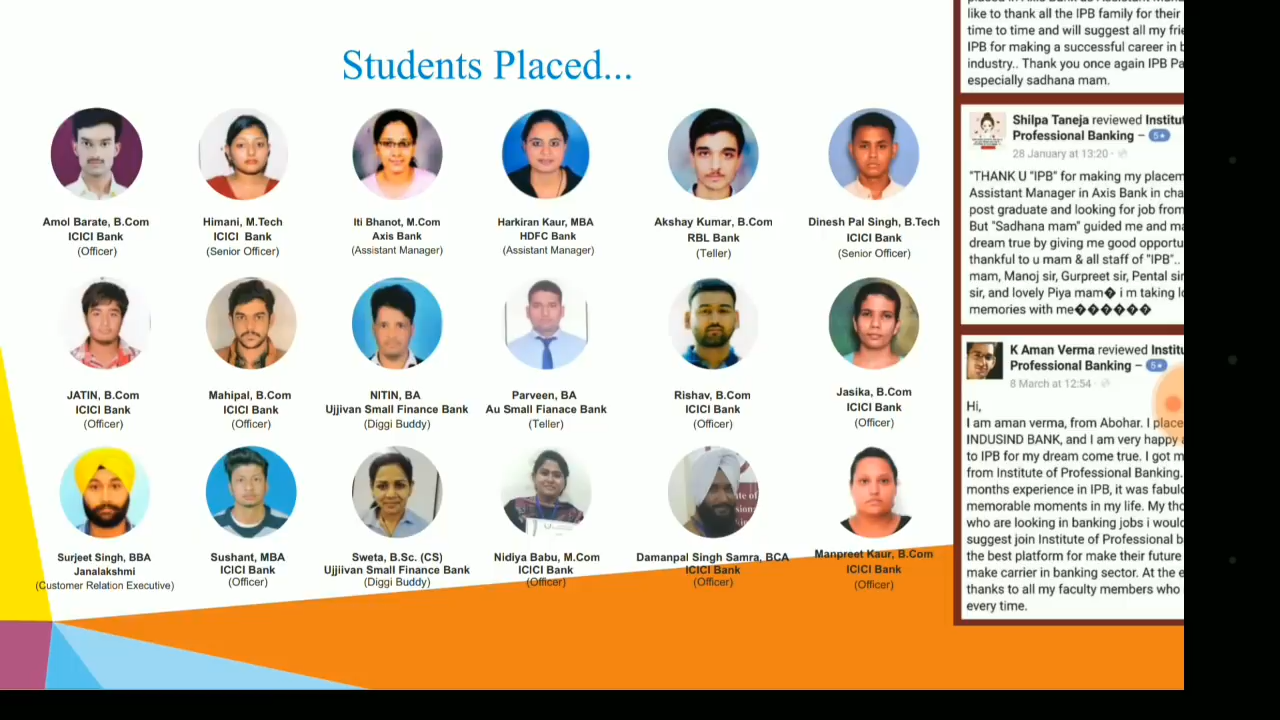 Students Placed...
Amol Barate, B.Com
ICICI Bank
(Officer)
Himani, M.Tech
ICICI Bank
(Senior Officer)
Iti Bhanot, M.Com
Axis Bank
(Assistant Manager)
Harkiran Kaur, MBA
HDFC Bank
(Assistant Manager)
Akshay Kumar, B.Com
RBL Bank
(Teller)
Dinesh Pal Singh, B.Tech
ICICI Bank
(Senior Officer)
JATIN, B.Com
ICICI Bank
(Officer)
Mahipal, B.Com
ICICI Bank
(Officer)
NITIN, BA
Ujjivan Small Finance Bank
(Diggi Buddy)
Parveen, BA
Au Small Fianace Bank
(Teller)
Rishav, B.Com
ICICI Bank
(Officer)
Jasika, B.Com
ICICI Bank
(Officer)
Surjeet Singh, BBA
Janalakshmi
(Customer Relation Executive)
Sushant, MBA
ICICI Bank
(Officer)
Sweta, B.Sc. (CS)
Ujjiivan Small Finance Bank
(Diggi Buddy)
Nidiya Babu, M.Com
ICICI Bank
(Officer)
Damanpal Singh Samra, BCA
ICICI Bank
(Officer)
Manpreet Kaur, B.Com
ICICI Bank
(Officer)
like to thank all the IPB family for their
time to time and will suggest all my
IPB for making a successful career in
industry.. Thank you once again IPB
especially sadhana mam.
Shilpa Taneja reviewed
Professional Banking – 5★
28 January at 13:20 ·
"THANK U "IPB" for making my
Assistant Manager in Axis Bank in
post graduate and looking for job from
But "Sadhana mam" guided me and
dream true by giving me good
thankful to u mam & all staff of "IPB"..
mam, Manoj sir, Gurpreet sir, Pental sir
sir, and lovely Piya mam� i m taking
memories with me������
K Aman Verma reviewed
Professional Banking – 5★
8 March at 12:54 ·
Hi,
I am aman verma, from Abohar. I
INDUSIND BANK, and I am very happy
to IPB for my dream come true. I got
from Institute of Professional Banking.
months experience in IPB, it was
memorable moments in my life. My
who are looking in banking jobs i
suggest join Institute of Professional
the best platform for make their future
make carrier in banking sector. At the
thanks to all my faculty members who
every time.